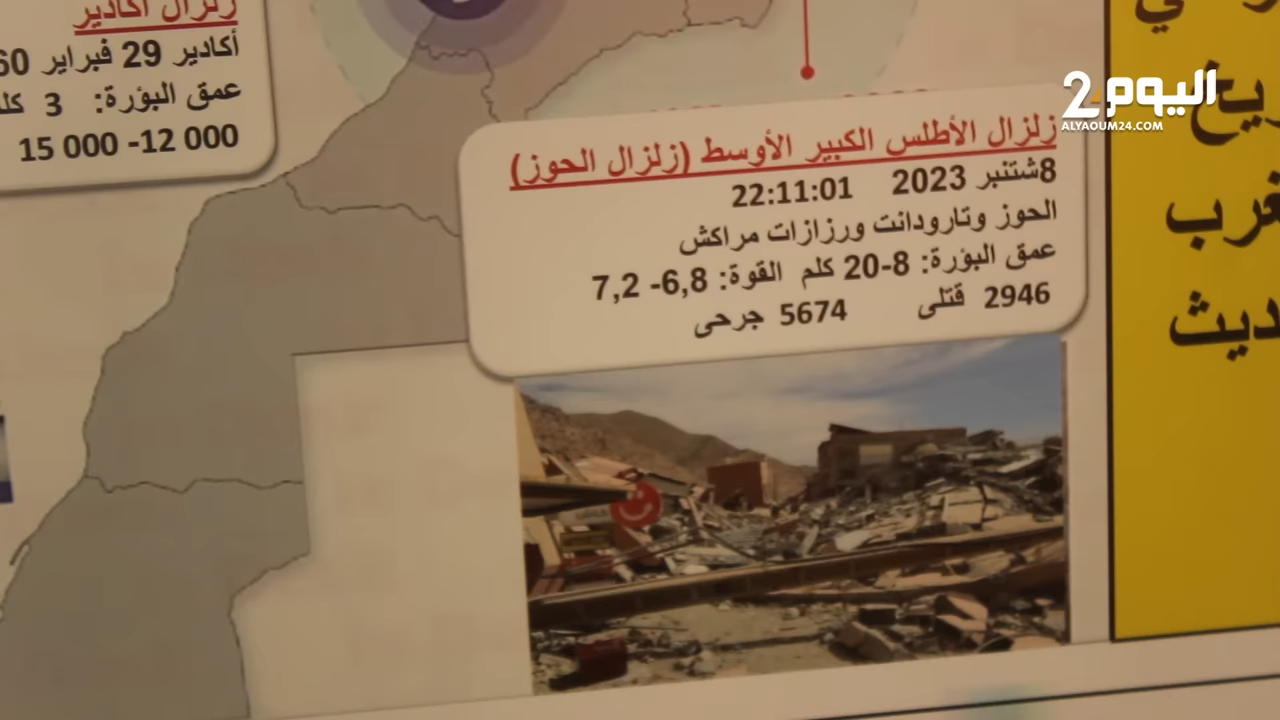 زلزال أكادير
أكادير 29 فبراير 60
عمق البؤرة: 3 كلم
15 000 -12 000
زلزال الأطلس الكبير الأوسط (زلزال الحوز)
8شتنبر 2023 22:11:01
الحوز وتارودانت ورزازات مراكش
عمق البؤرة: 8-20 كلم القوة: 6,8- 7,2
2946 قتلى 5674 جرحى
اليوم 24
ALYAOUM24.COM